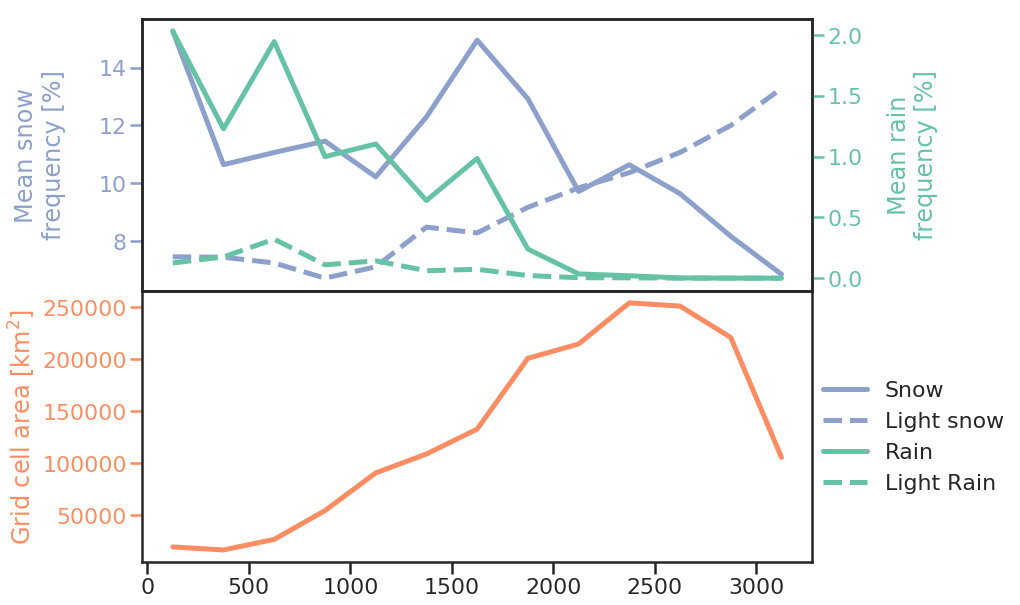 Mean snow
frequency [%]
14
12
10
8
2.0
1.5
1.0
0.5
0.0
Mean rain
frequency [%]
Grid cell area [km²]
250000
200000
150000
100000
50000
0
500
1000
1500
2000
2500
3000
Snow
Light snow
Rain
Light Rain